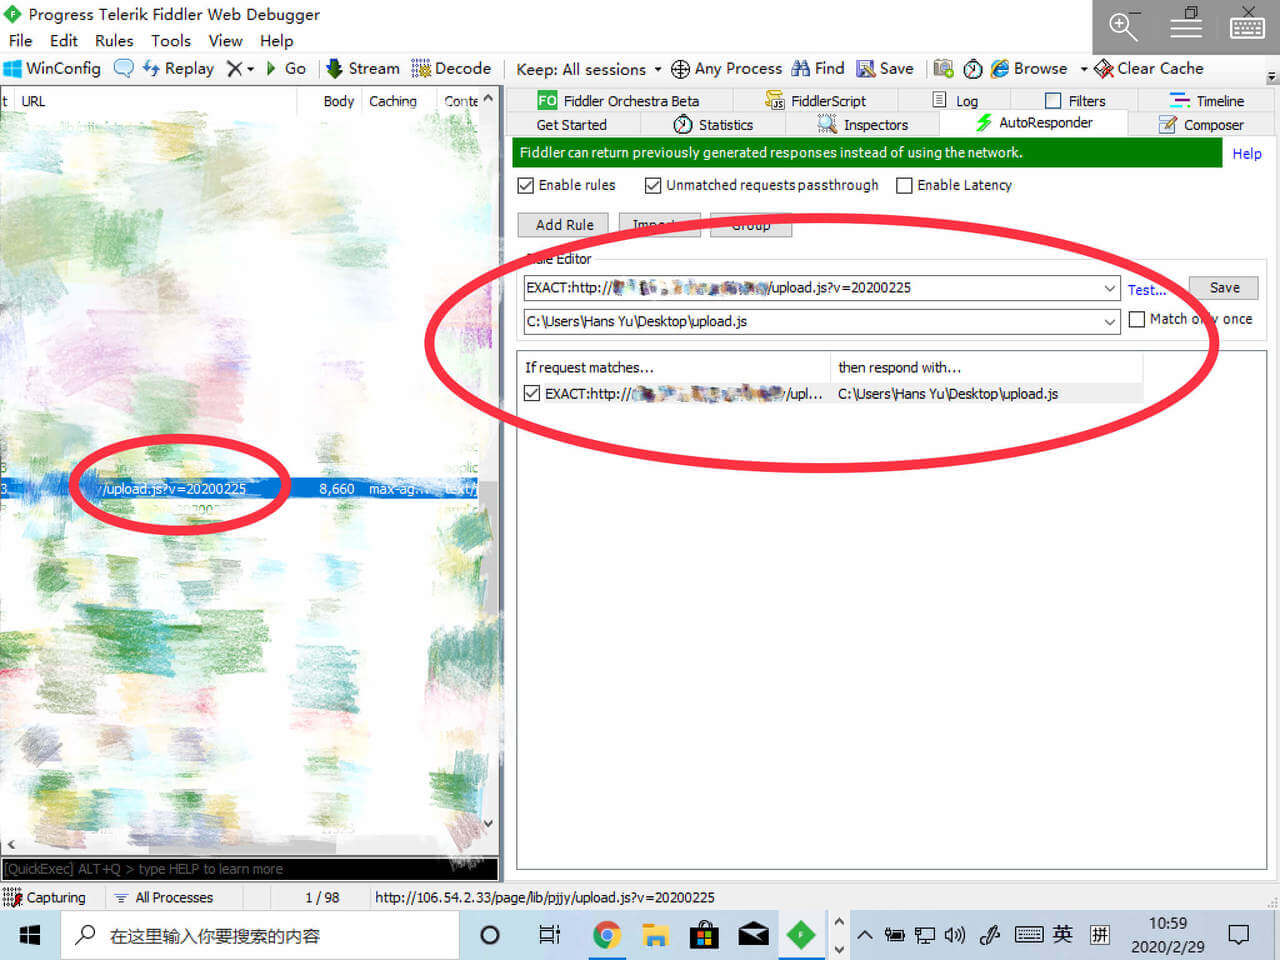 Progress Telerik Fiddler Web Debugger
File Edit Rules Tools View Help
WinConfig Replay Go Stream Decode Keep: All sessions Any Process Find Save Browse Clear Cache
t URL Body Caching Conte
Fiddler Orchestra Beta FiddlerScript Log Filters Timeline
Get Started Statistics Inspectors AutoResponder Composer
Fiddler can return previously generated responses instead of using the network. Help
Enable rules Unmatched requests passthrough Enable Latency
Add Rule Import... Group
Rule Editor
EXACT:http:// /upload.js?v=20200225 Test... Save
C:\Users\Hans Yu\Desktop\upload.js Match only once
If request matches... then respond with...
EXACT:http:// /upl... C:\Users\Hans Yu\Desktop\upload.js
3 /upload.js?v=20200225 8,660 max-ag... text/j
[QuickExec] ALT+Q > type HELP to learn more
Capturing All Processes 1 / 98 http://106.54.2.33/page/lib/pjjy/upload.js?v=20200225
在这里输入你要搜索的内容 英 拼 10:59
2020/2/29